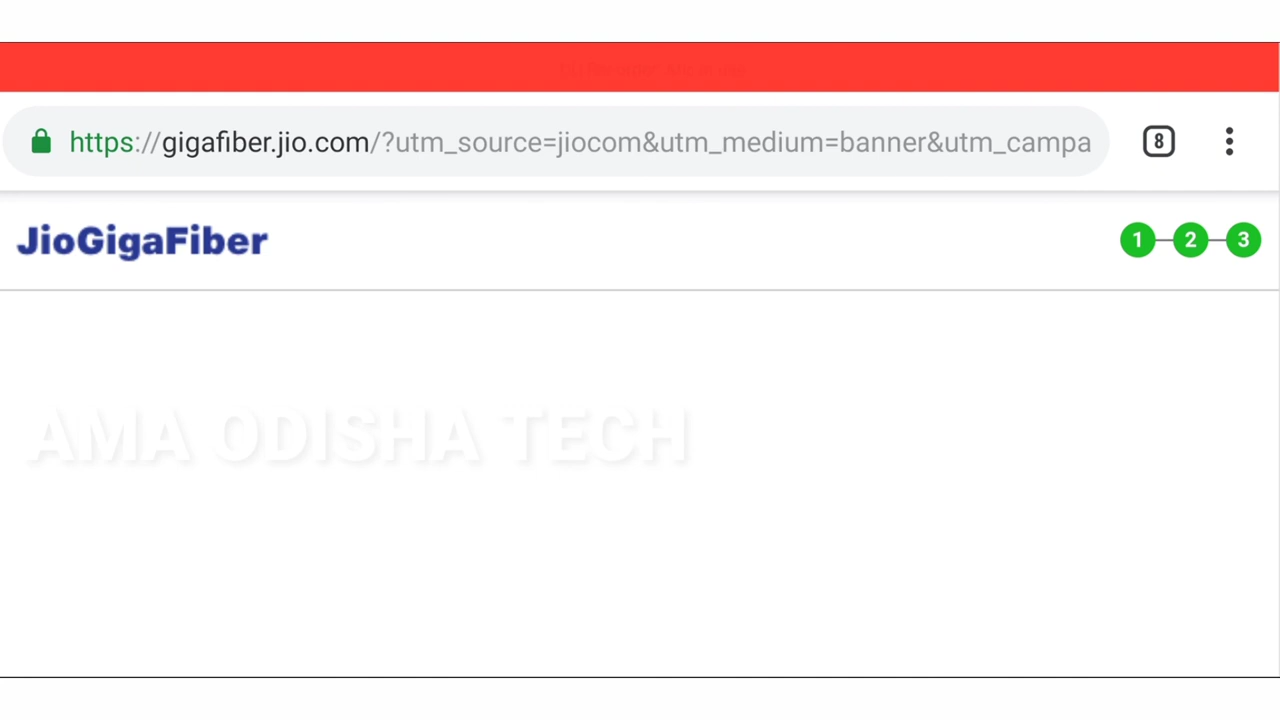 https://gigafiber.jio.com/?utm_source=jiocom&utm_medium=banner&utm_campa
8
JioGigaFiber
1 2 3
AMA ODISHA TECH